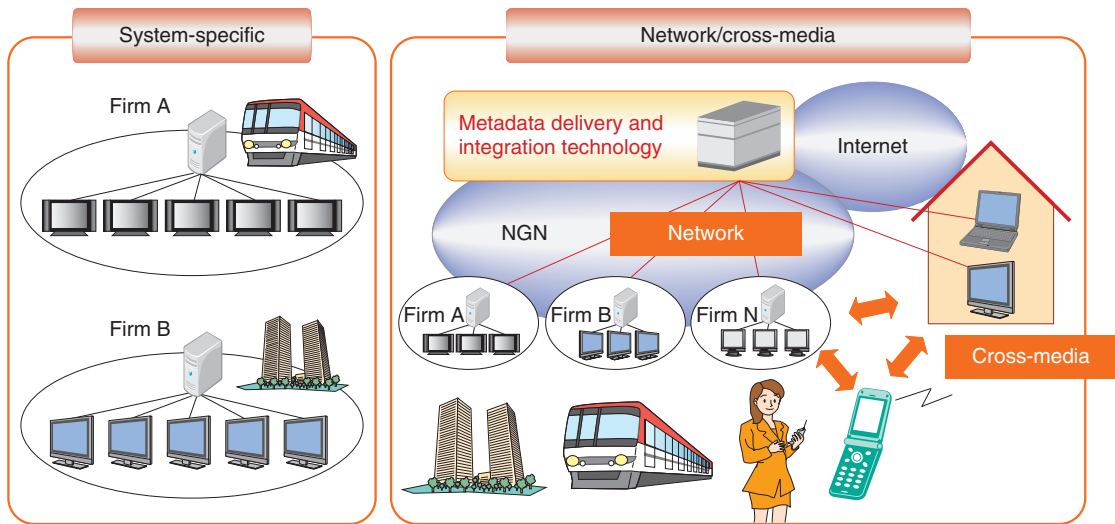 System-specific
Firm A
Firm B
Network/cross-media
Metadata delivery and
integration technology
Internet
NGN
Network
Firm A
Firm B
Firm N
Cross-media